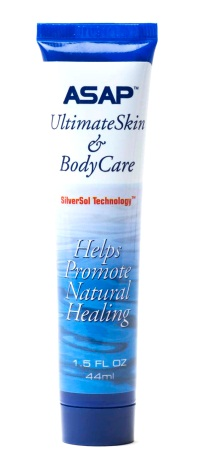 ASAP™
UltimateSkin
&
BodyCare
SilverSol Technology™
Helps
Promote
Natural
Healing
1.5 FL OZ
44ml